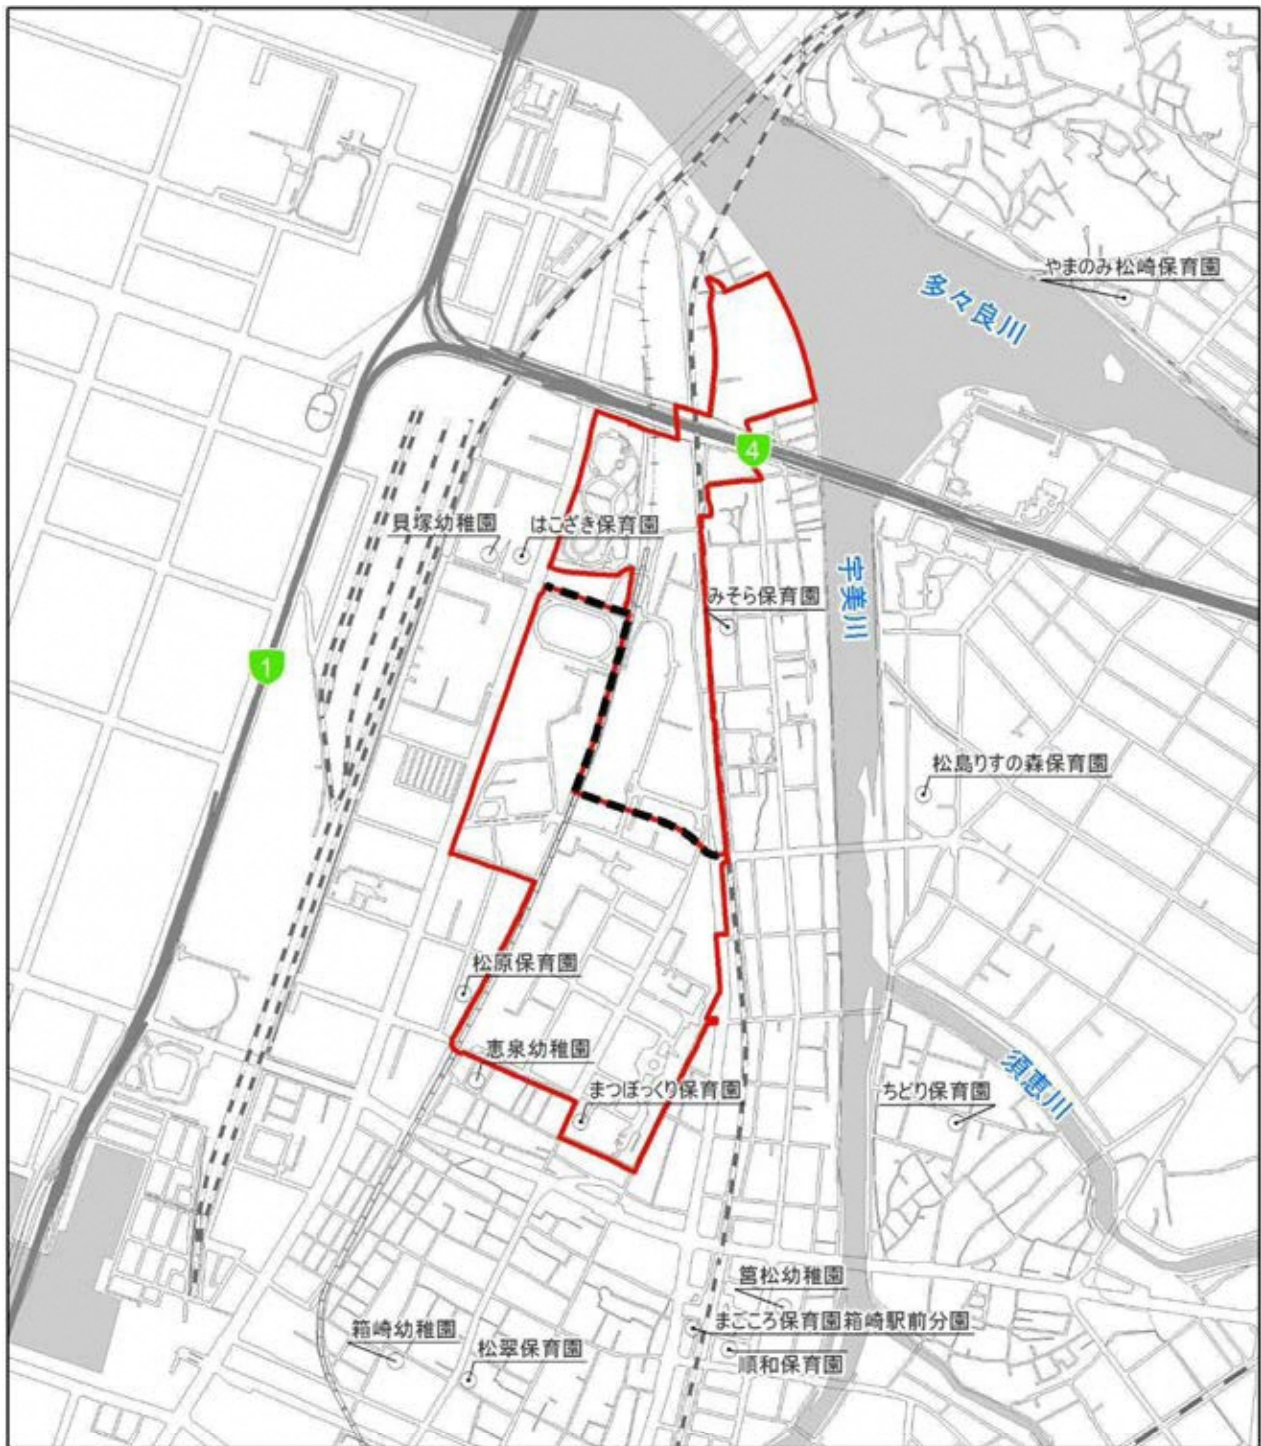 やまのみ松崎保育園
多々良川
4
貝塚幼稚園
はこざき保育園
宇美川
みそら保育園
1
松島りすの森保育園
松原保育園
恵泉幼稚園
須恵川
まつぼっくり保育園
ちどり保育園
筥松幼稚園
まごころ保育園箱崎駅前分園
箱崎幼稚園
松翠保育園
順和保育園